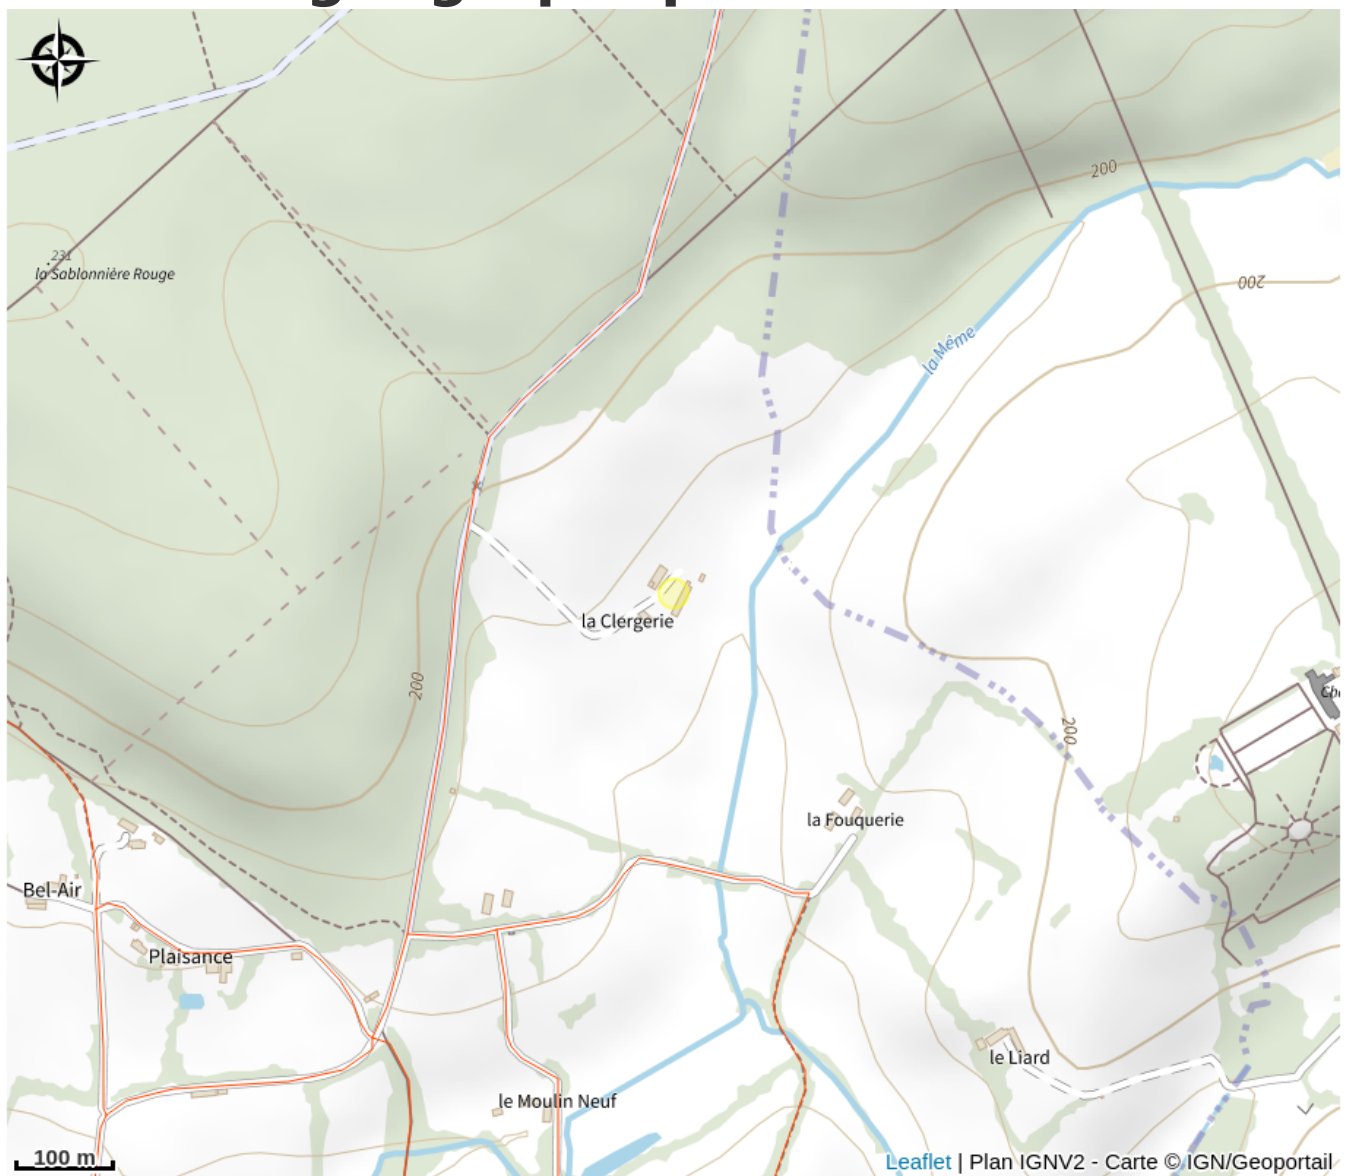 200
231
la Sablonnière Rouge
200
la Même
la Clergerie
200
200
la Fouquerie
Bel-Air
Plaisance
le Liard
le Moulin Neuf
100 m
Leaflet | Plan IGNV2 - Carte © IGN/Geoportail